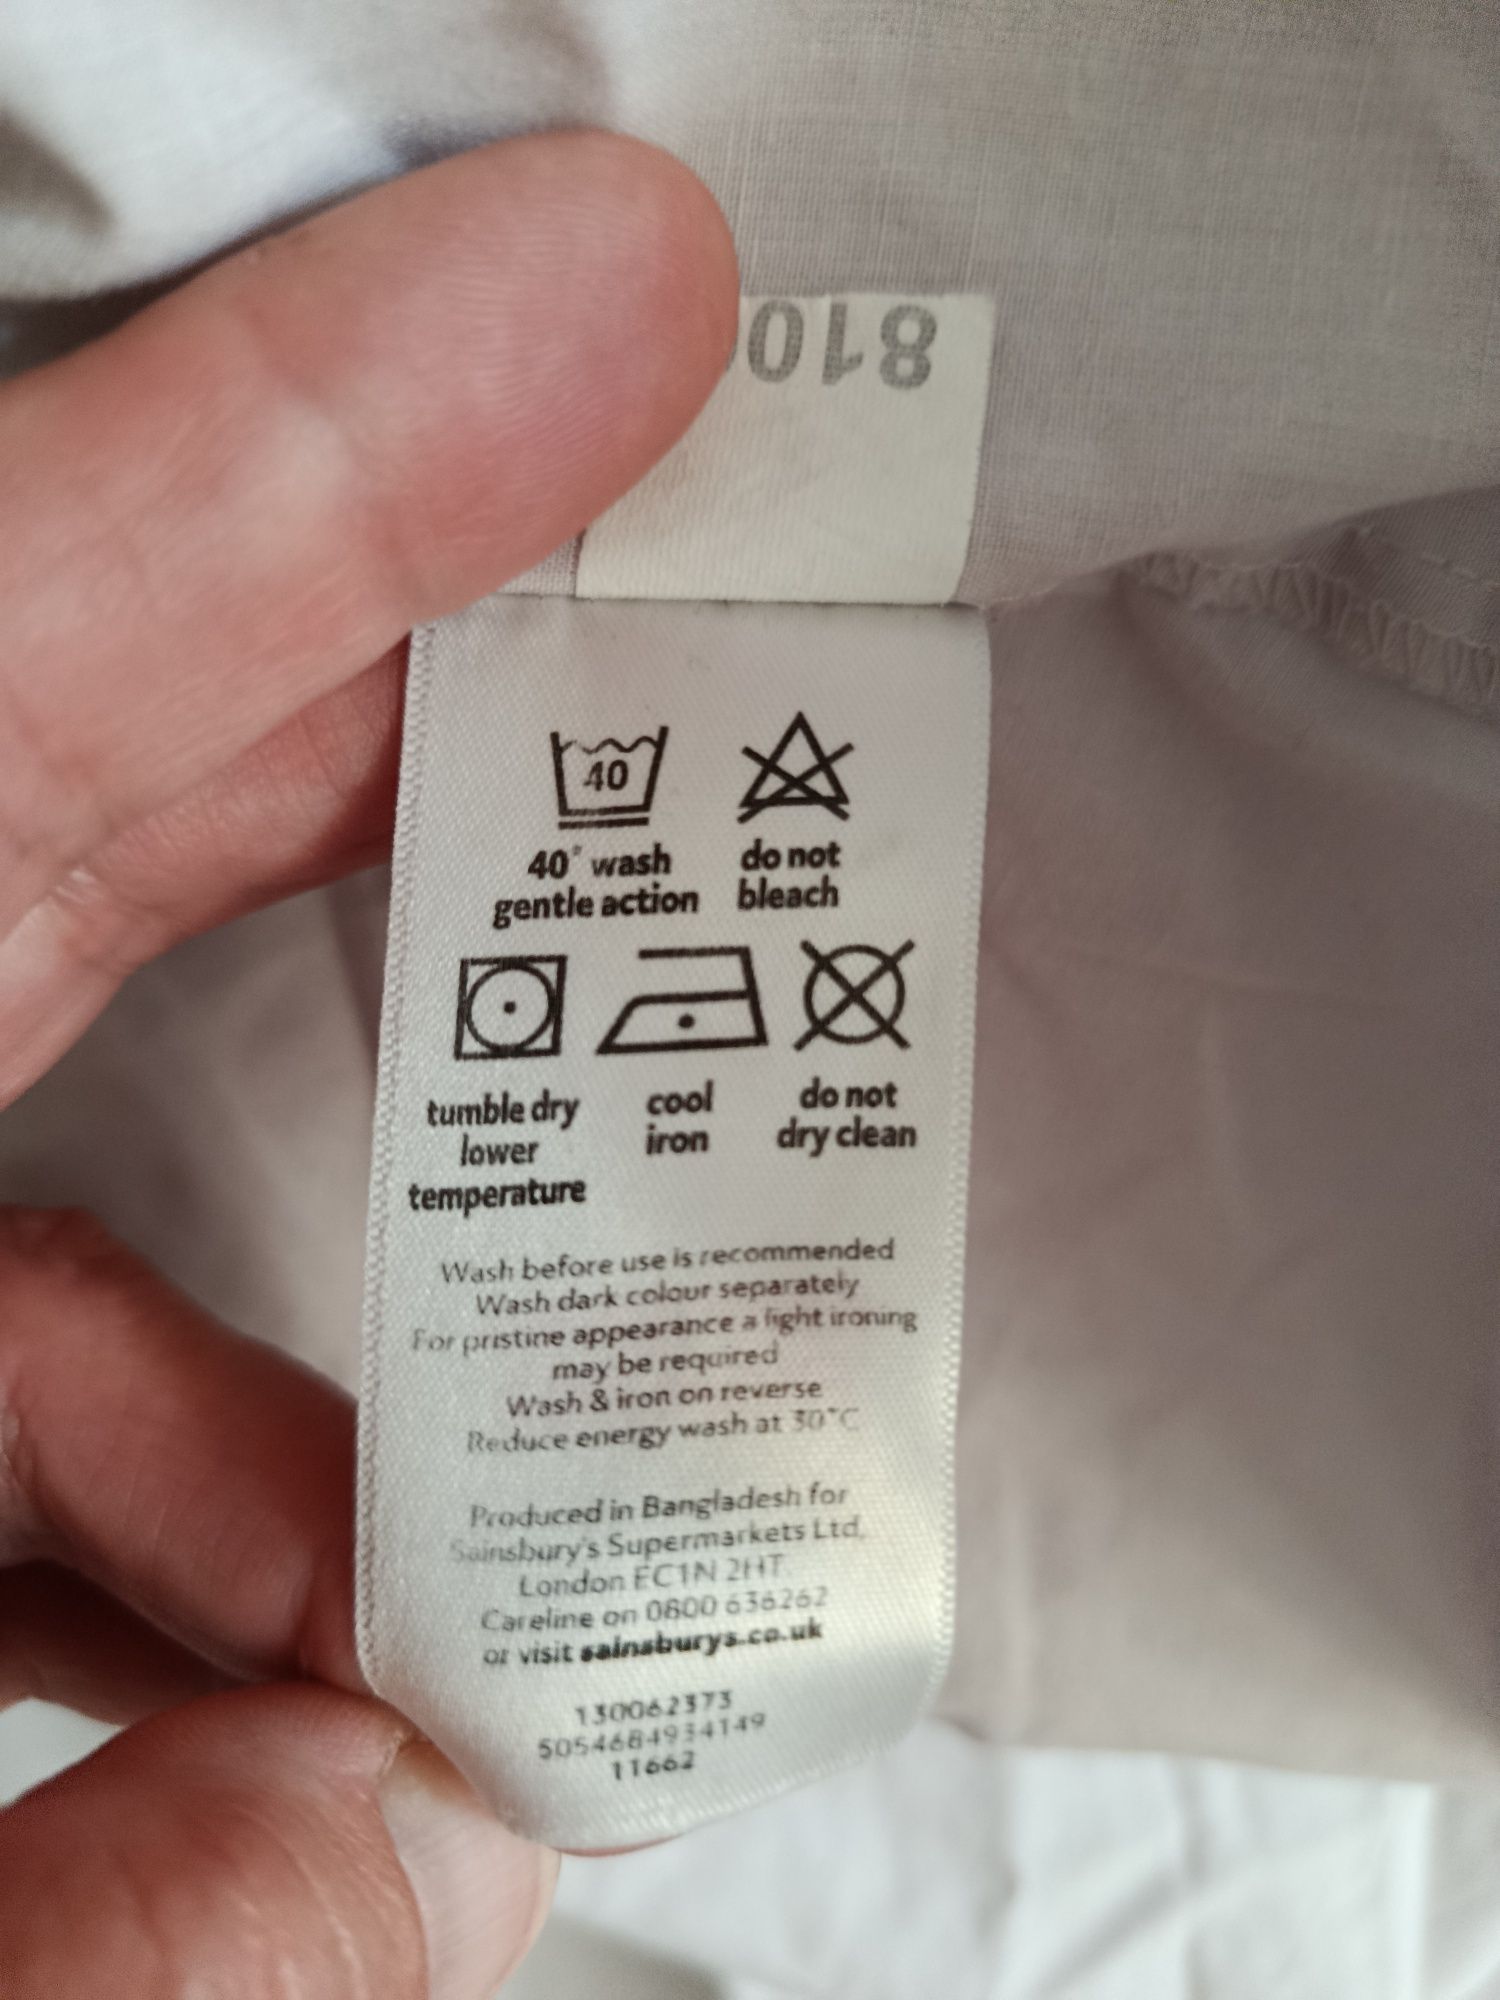 810
40
40° wash
gentle action
do not
bleach
tumble dry
lower
temperature
cool
iron
do not
dry clean
Wash before use is recommended
Wash dark colour separately
For pristine appearance a light ironing
may be required
Wash & iron on reverse
Reduce energy wash at 30°C
Produced in Bangladesh for
Sainsbury's Supermarkets Ltd,
London EC1N 2HT.
Careline on 0800 636262
or visit sainsburys.co.uk
130062373
5054684934149
11662